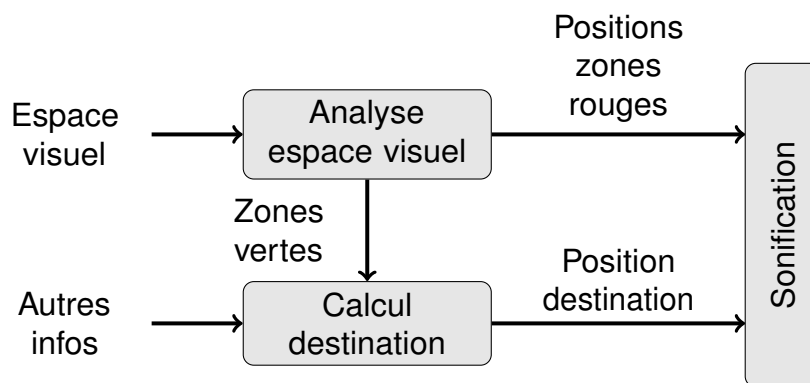 Positions
zones
rouges
Espace
visuel
Analyse
espace visuel
Zones
vertes
Position
destination
Autres
infos
Calcul
destination
Sonification